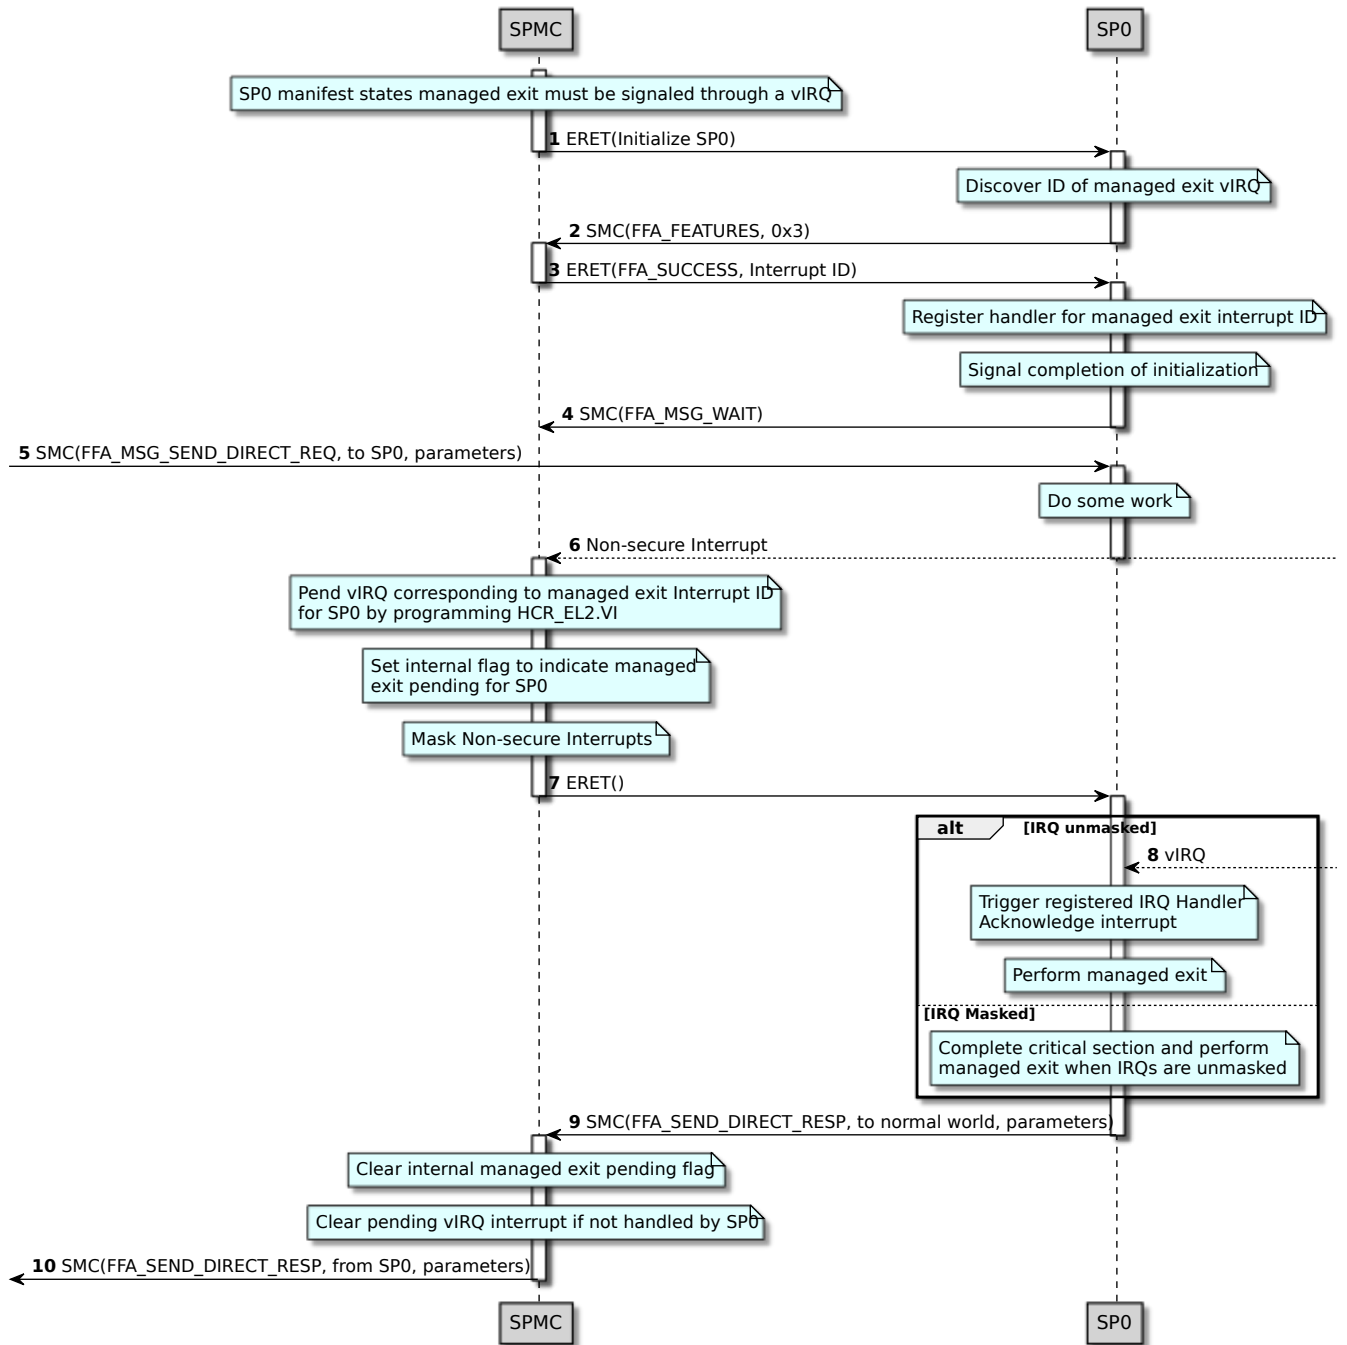 SPMC
SP0
SP0 manifest states managed exit must be signaled through a vIRQ
1 ERET(Initialize SP0)
Discover ID of managed exit vIRQ
2 SMC(FFA_FEATURES, 0x3)
3 ERET(FFA_SUCCESS, Interrupt ID)
Register handler for managed exit interrupt ID
Signal completion of initialization
4 SMC(FFA_MSG_WAIT)
5 SMC(FFA_MSG_SEND_DIRECT_REQ, to SP0, parameters)
Do some work
6 Non-secure Interrupt
Pend vIRQ corresponding to managed exit Interrupt ID
for SP0 by programming HCR_EL2.VI
Set internal flag to indicate managed
exit pending for SP0
Mask Non-secure Interrupts
7 ERET()
alt
[IRQ unmasked]
8 vIRQ
Trigger registered IRQ Handler
Acknowledge interrupt
Perform managed exit
[IRQ Masked]
Complete critical section and perform
managed exit when IRQs are unmasked
9 SMC(FFA_SEND_DIRECT_RESP, to normal world, parameters)
Clear internal managed exit pending flag
Clear pending vIRQ interrupt if not handled by SP0
10 SMC(FFA_SEND_DIRECT_RESP, from SP0, parameters)
SPMC
SP0